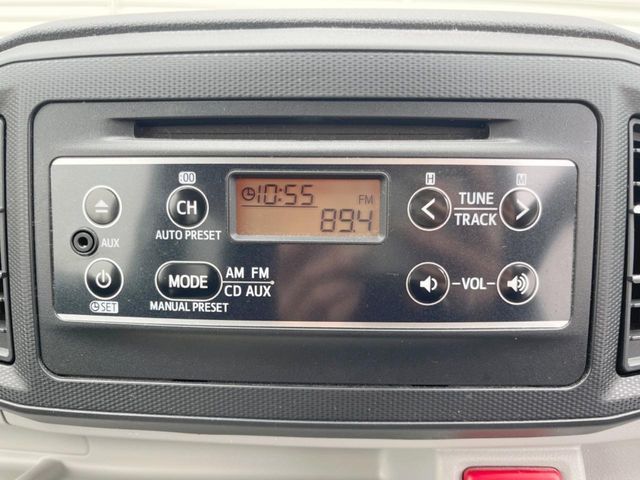 :00
CH
AUTO PRESET
AUX
SET
MODE
MANUAL PRESET
AM FM
CD AUX
10:55
FM
89.4
H
M
TUNE
TRACK
VOL